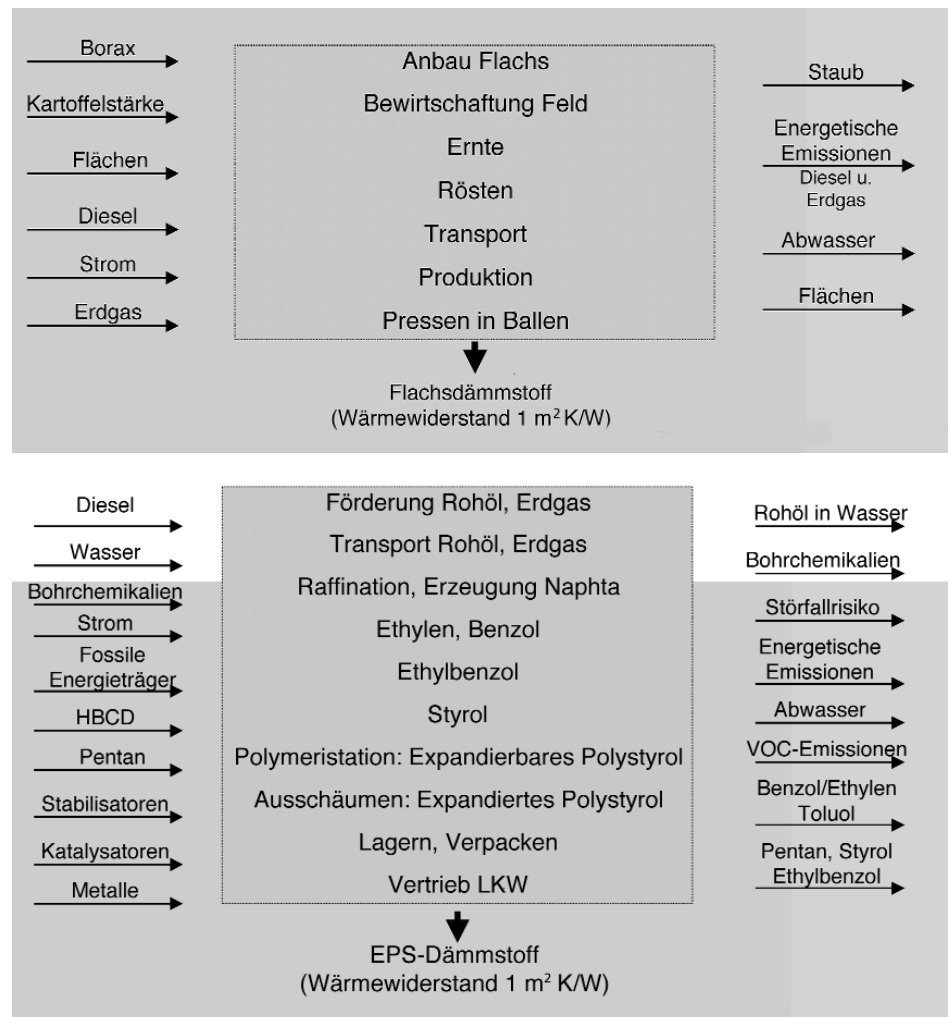 Borax
Kartoffelstärke
Flächen
Diesel
Strom
Erdgas
Anbau Flachs
Bewirtschaftung Feld
Ernte
Rösten
Transport
Produktion
Pressen in Ballen
Staub
Energetische
Emissionen
Diesel u.
Erdgas
Abwasser
Flächen
Flachsdämmstoff
(Wärmewiderstand 1 m² K/W)
Diesel
Wasser
Bohrchemikalien
Strom
Fossile
Energieträger
HBCD
Pentan
Stabilisatoren
Katalysatoren
Metalle
Förderung Rohöl, Erdgas
Transport Rohöl, Erdgas
Raffination, Erzeugung Naphta
Ethylen, Benzol
Ethylbenzol
Styrol
Polymeristation: Expandierbares Polystyrol
Ausschäumen: Expandiertes Polystyrol
Lagern, Verpacken
Vertrieb LKW
Rohöl in Wasser
Bohrchemikalien
Störfallrisiko
Energetische
Emissionen
Abwasser
VOC-Emissionen
Benzol/Ethylen
Toluol
Pentan, Styrol
Ethylbenzol
EPS-Dämmstoff
(Wärmewiderstand 1 m² K/W)